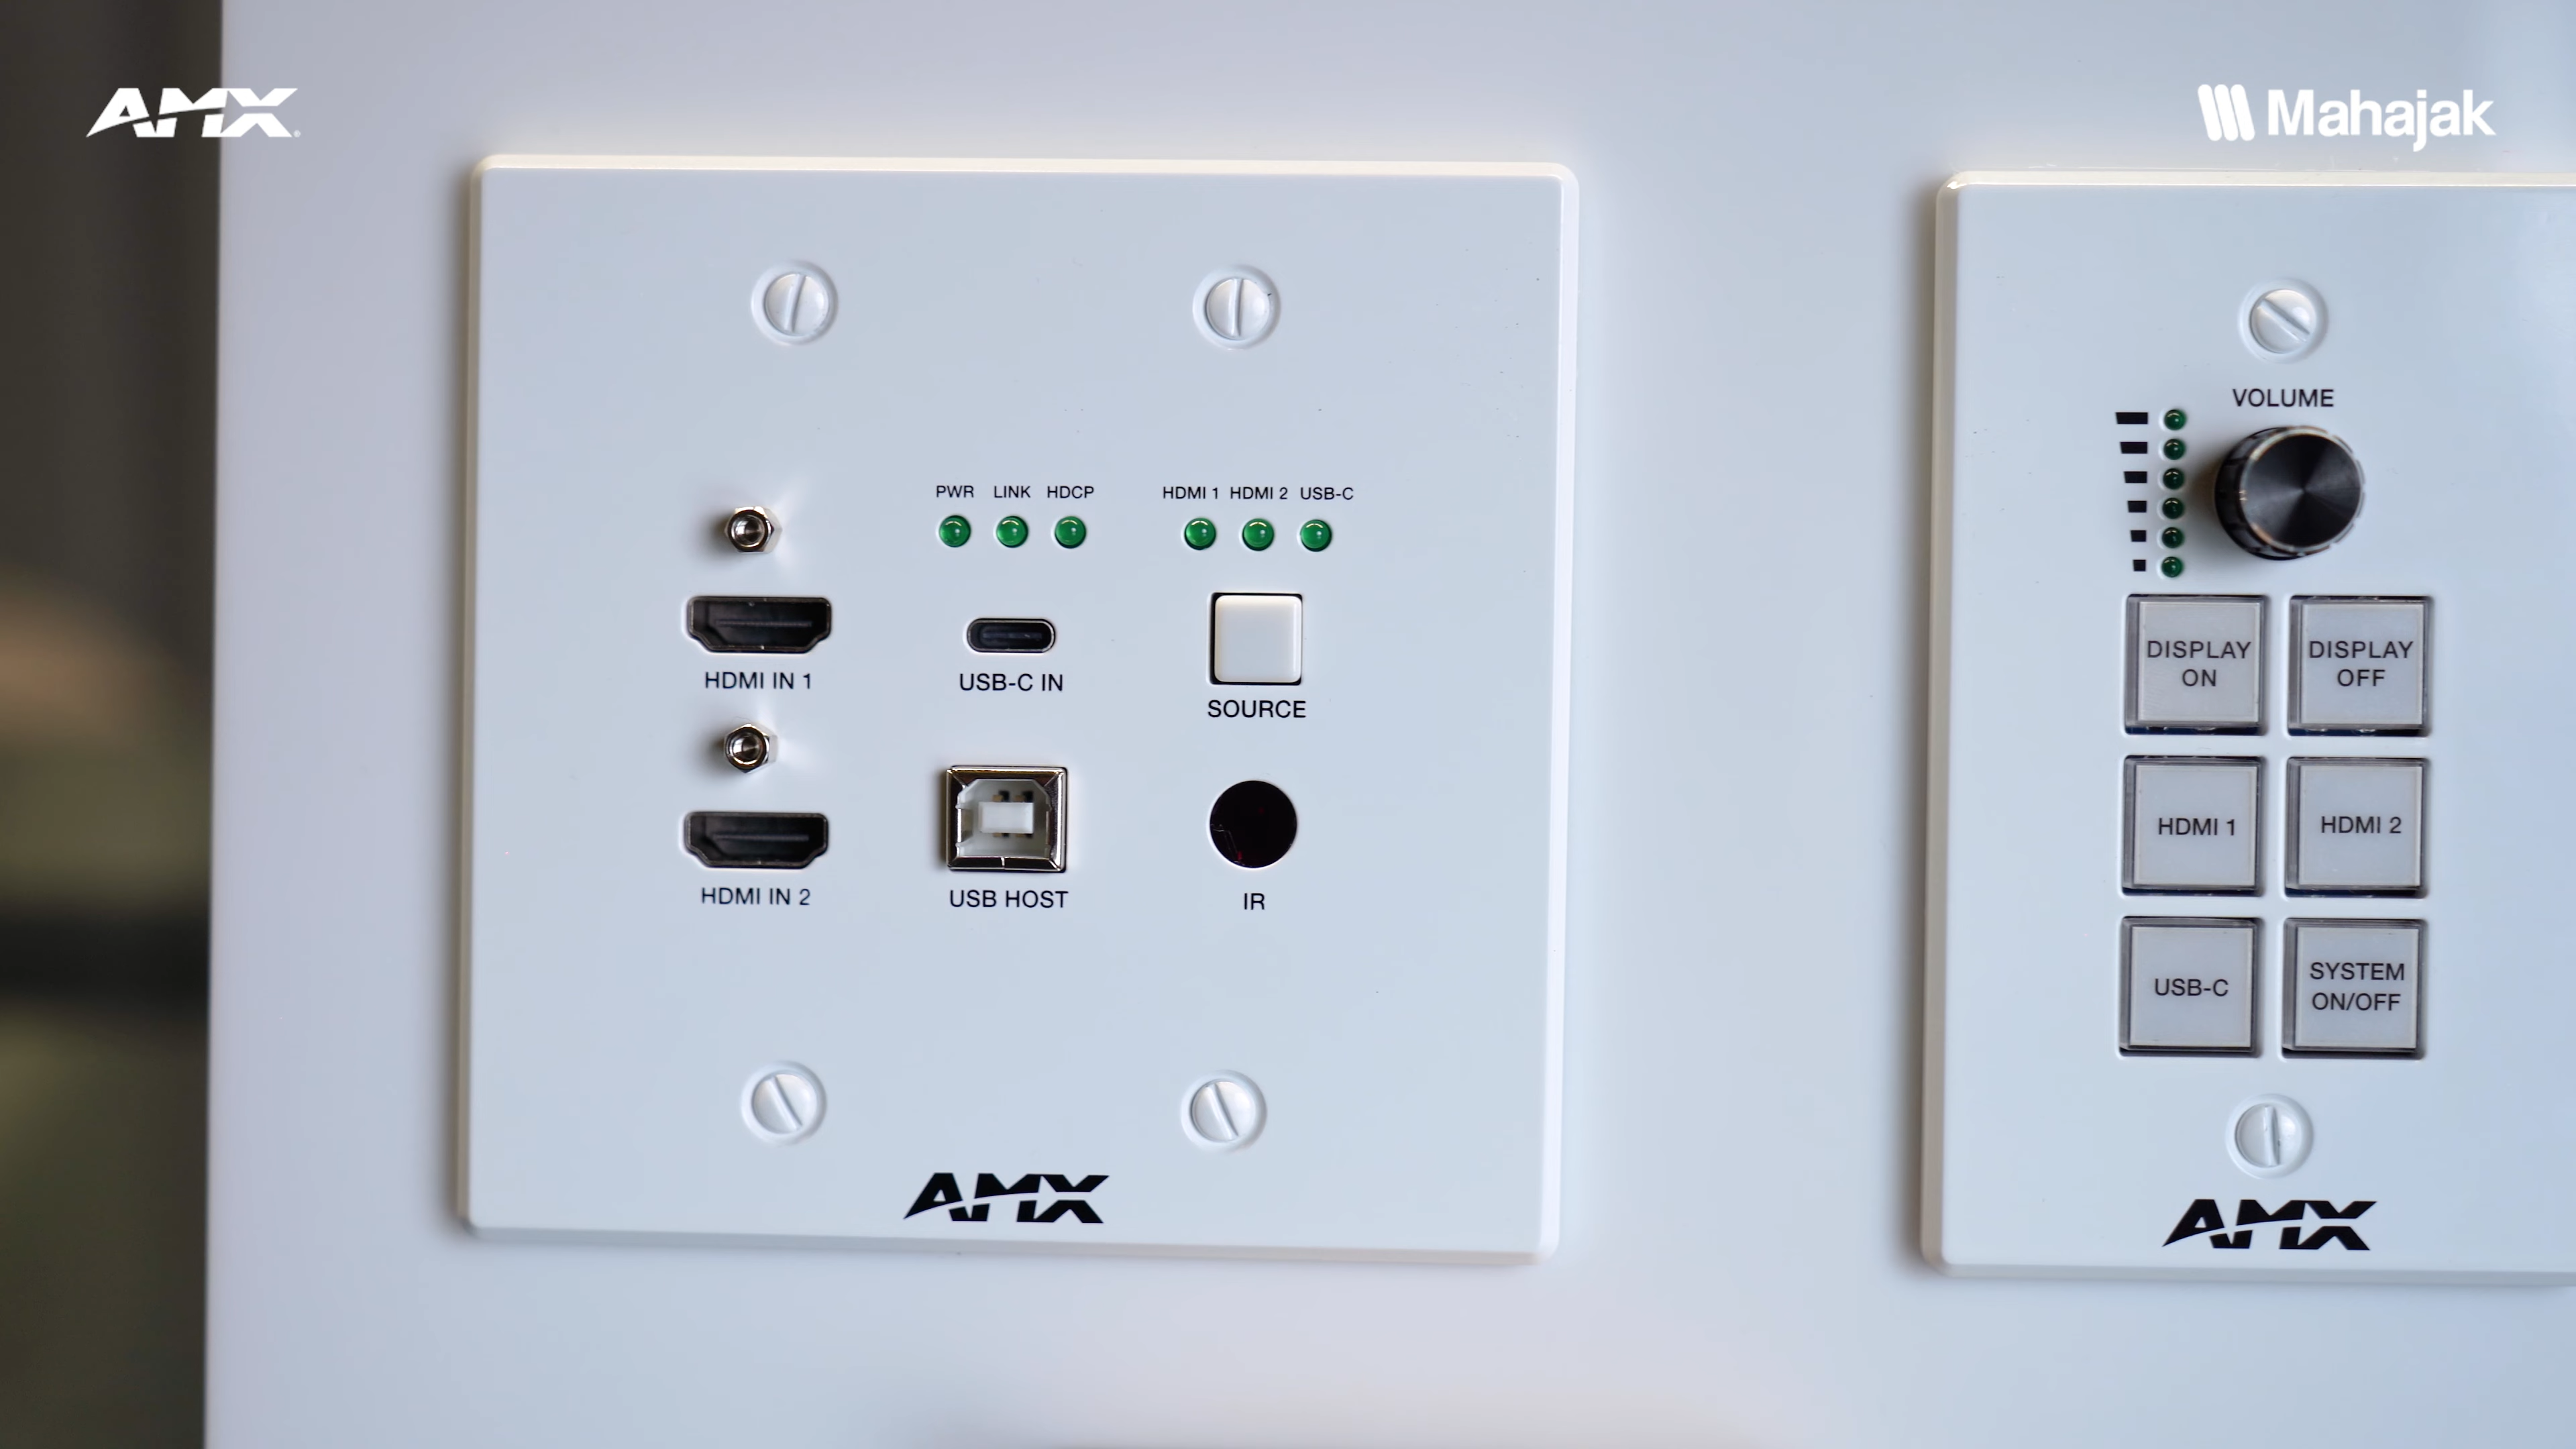 AMX
Mahajak
PWR LINK HDCP
HDMI 1 HDMI 2 USB-C
HDMI IN 1
USB-C IN
SOURCE
HDMI IN 2
USB HOST
IR
AMX
VOLUME
DISPLAY
ON
DISPLAY
OFF
HDMI 1
HDMI 2
USB-C
SYSTEM
ON/OFF
AMX